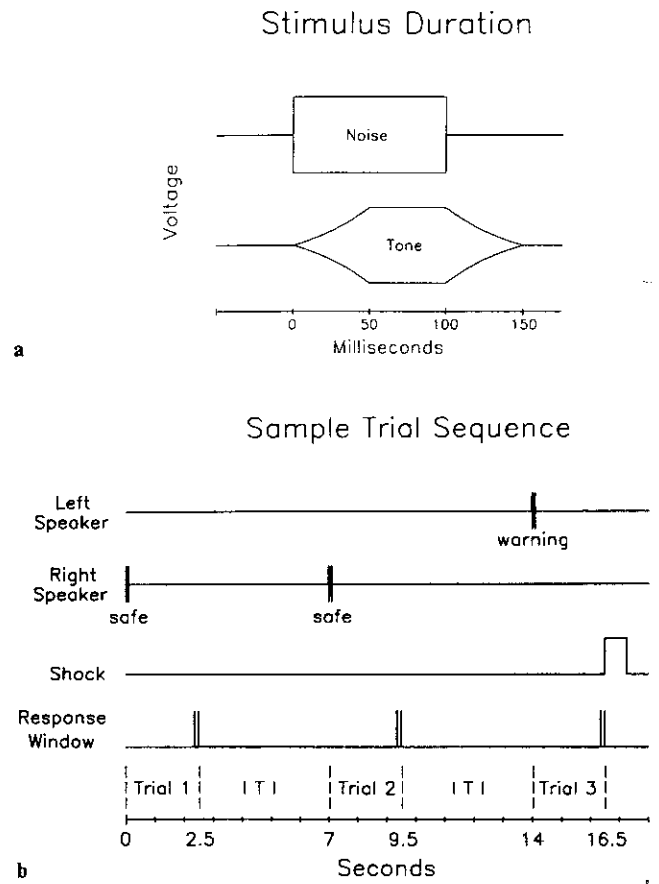 Stimulus Duration
Voltage
Noise
Tone
0 50 100 150
Milliseconds
a
Sample Trial Sequence
Left
Speaker
warning
Right
Speaker
safe safe
Shock
Response
Window
Trial 1 ITI Trial 2 ITI Trial 3
0 2.5 7 9.5 14 16.5
Seconds
b